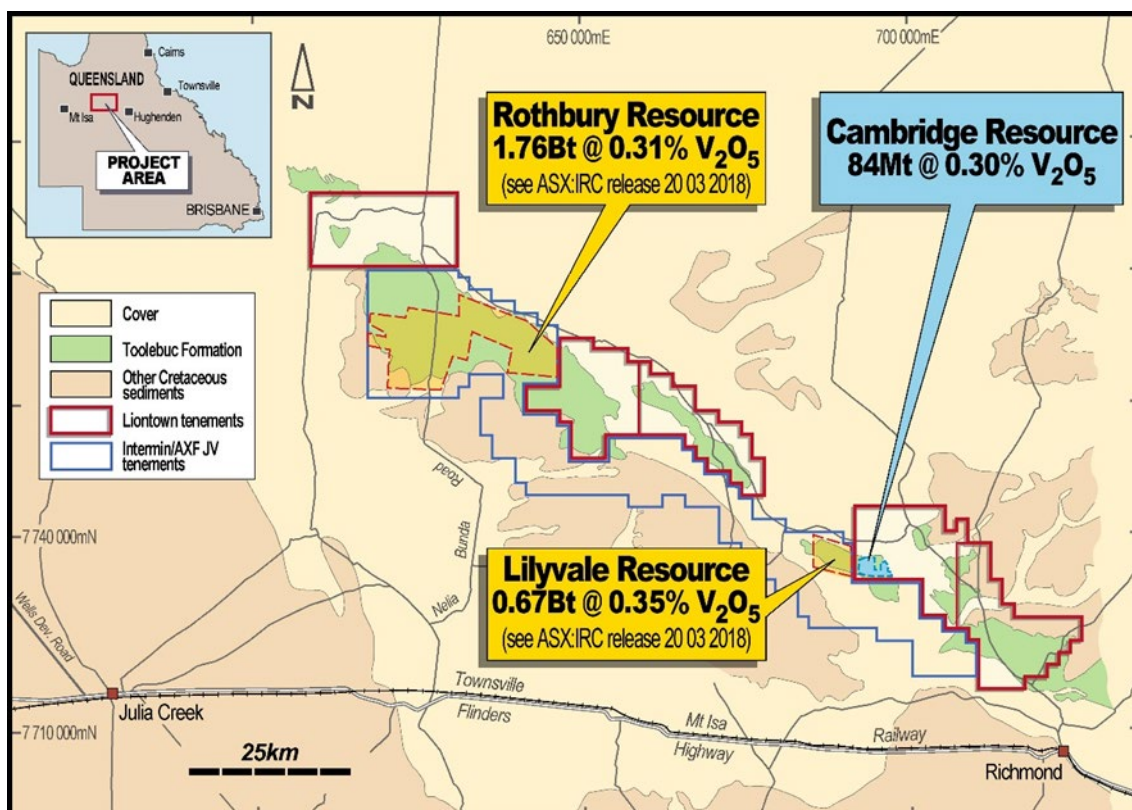 650 000mE
700 000mE
Cairns
QUEENSLAND
Townsville
Mt Isa
Hughenden
PROJECT
AREA
BRISBANE
N
Rothbury Resource
1.76Bt @ 0.31% V2O5
(see ASX:IRC release 20 03 2018)
Cambridge Resource
84Mt @ 0.30% V2O5
Cover
Toolebuc Formation
Other Cretaceous
sediments
Liontown tenements
Intermin/AXF JV
tenements
Road
Bunda
Nelia
7 740 000mN
Lilyvale Resource
0.67Bt @ 0.35% V2O5
(see ASX:IRC release 20 03 2018)
Wells Dev. Road
Julia Creek
Townsville
Flinders
Mt Isa
Highway
Railway
7 710 000mN
25km
Richmond